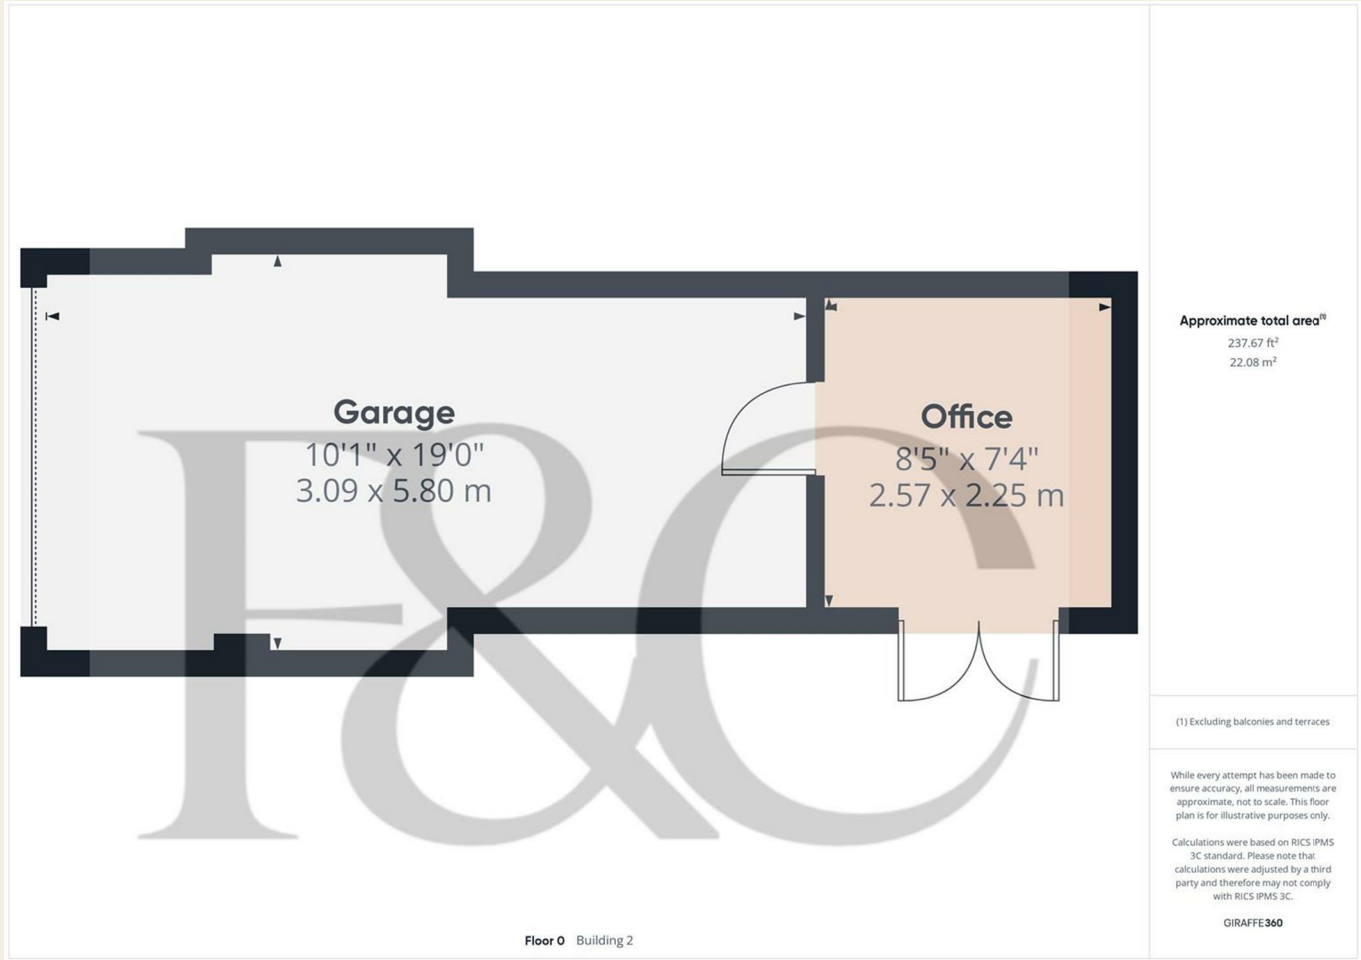 Garage
10'1" x 19'0"
3.09 x 5.80 m
Office
8'5" x 7'4"
2.57 x 2.25 m
F&C
Floor 0 Building 2
Approximate total area(1)
237.67 ft²
22.08 m²
(1) Excluding balconies and terraces
While every attempt has been made to
ensure accuracy, all measurements are
approximate, not to scale. This floor
plan is for illustrative purposes only.
Calculations were based on RICS IPMS
3C standard. Please note that
calculations were adjusted by a third
party and therefore may not comply
with RICS IPMS 3C.
GIRAFFE360